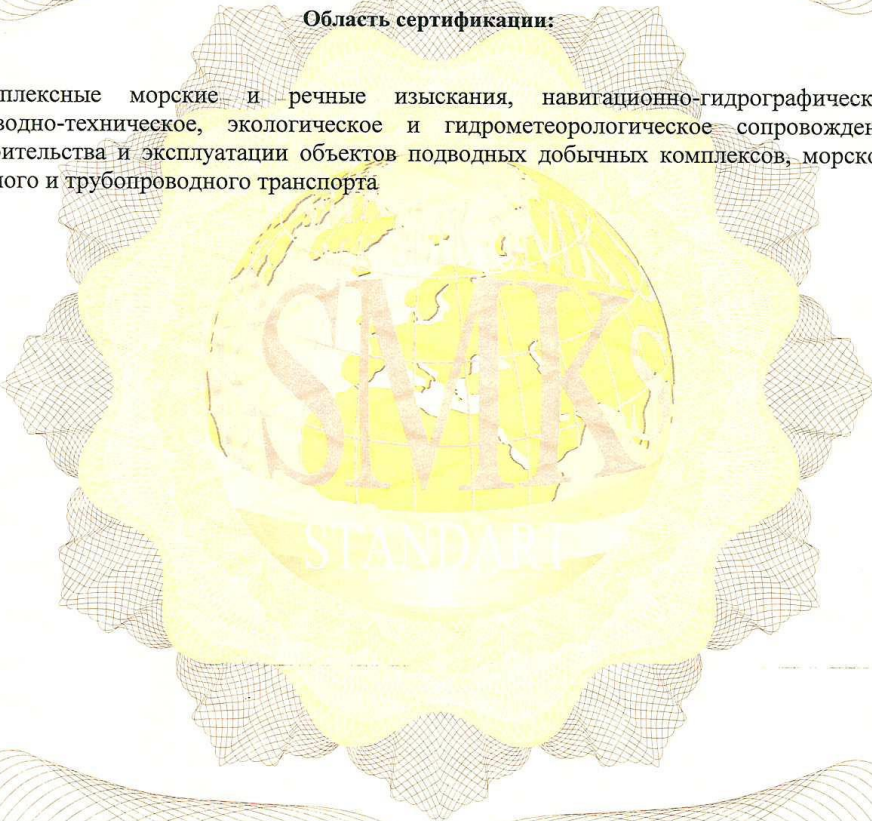 Область сертификации:
плексные морские и речные изыскания, навигационно-гидрографическ
водно-техническое, экологическое и гидрометеорологическое сопровожден
ительства и эксплуатации объектов подводных добычных комплексов, морско
ного и трубопроводного транспорта
SMK
STANDART